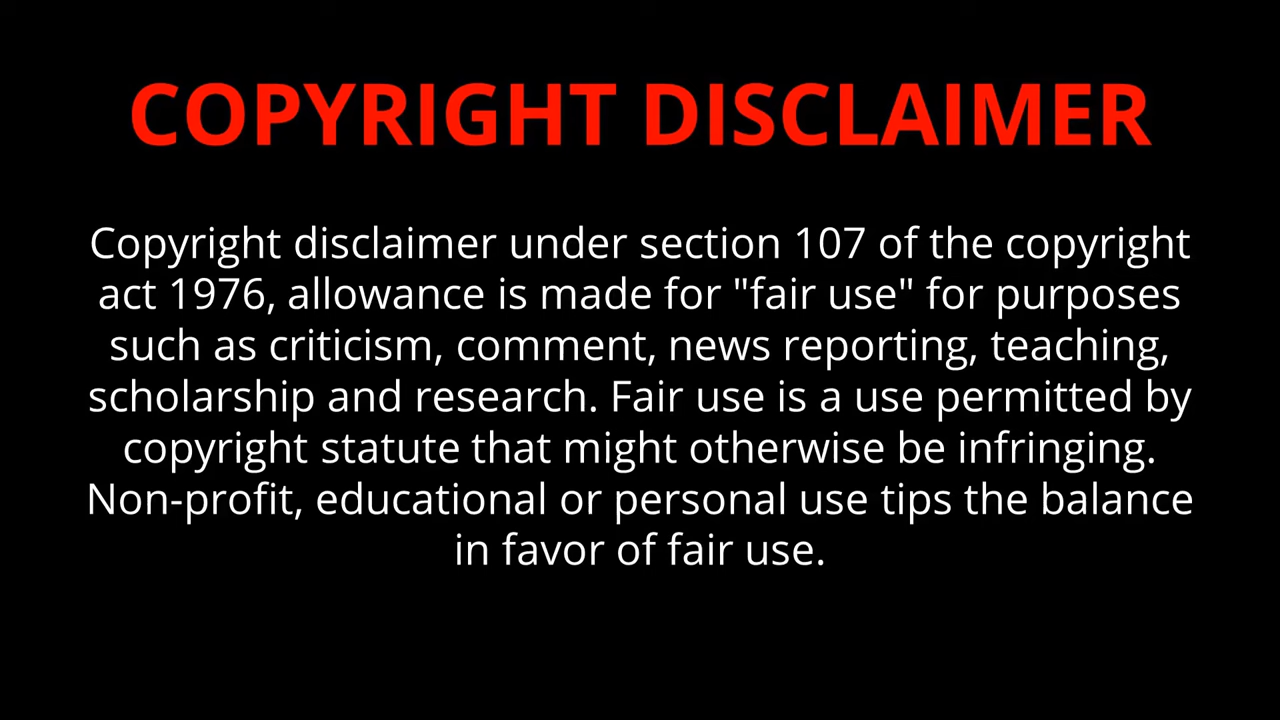 COPYRIGHT DISCLAIMER
Copyright disclaimer under section 107 of the copyright
act 1976, allowance is made for "fair use" for purposes
such as criticism, comment, news reporting, teaching,
scholarship and research. Fair use is a use permitted by
copyright statute that might otherwise be infringing.
Non-profit, educational or personal use tips the balance
in favor of fair use.